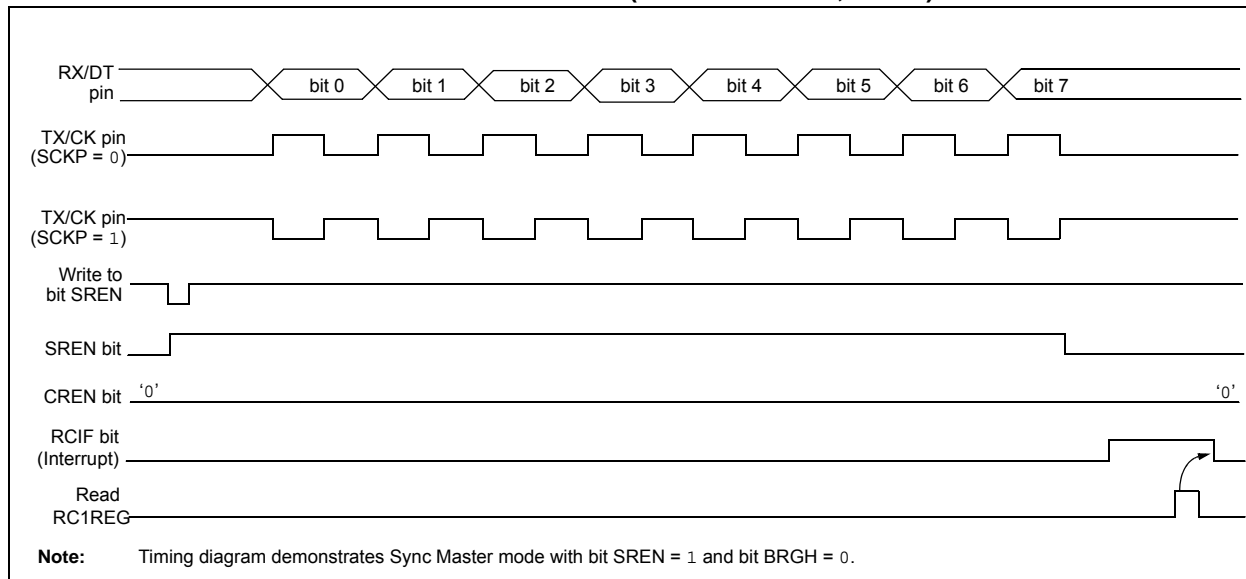 RX/DT
pin
bit 0 bit 1 bit 2 bit 3 bit 4 bit 5 bit 6 bit 7
TX/CK pin
(SCKP = 0)
TX/CK pin
(SCKP = 1)
Write to
bit SREN
SREN bit
CREN bit ‘0’ ‘0’
RCIF bit
(Interrupt)
Read
RC1REG
Note: Timing diagram demonstrates Sync Master mode with bit SREN = 1 and bit BRGH = 0.